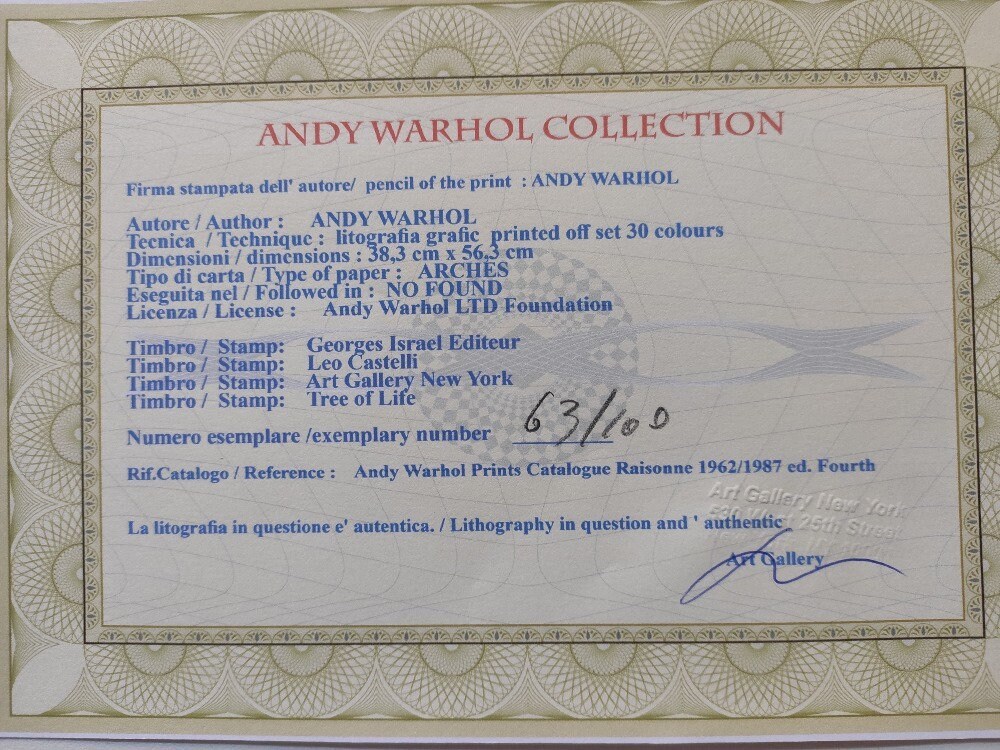 ANDY WARHOL COLLECTION
Firma stampata dell' autore/ pencil of the print : ANDY WARHOL
Autore / Author : ANDY WARHOL
Tecnica / Technique : litografia grafic printed off set 30 colours
Dimensioni / dimensions : 38,3 cm x 56,3 cm
Tipo di carta / Type of paper : ARCHES
Eseguita nel / Followed in : NO FOUND
Licenza / License : Andy Warhol LTD Foundation
Timbro / Stamp: Georges Israel Editeur
Timbro / Stamp: Leo Castelli
Timbro / Stamp: Art Gallery New York
Timbro / Stamp: Tree of Life
Numero esemplare /exemplary number 63/100
Rif.Catalogo / Reference : Andy Warhol Prints Catalogue Raisonne 1962/1987 ed. Fourth
Art Gallery New York
25th Street
La litografia in questione e' autentica. / Lithography in question and ' authentic
Art Gallery